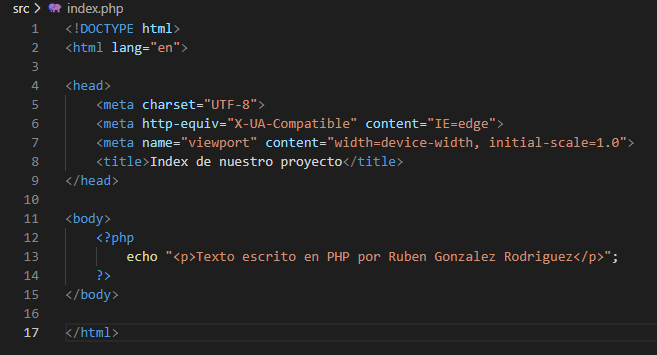 src > index.php
1 <!DOCTYPE html>
2 <html lang="en">
3
4 <head>
5     <meta charset="UTF-8">
6     <meta http-equiv="X-UA-Compatible" content="IE=edge">
7     <meta name="viewport" content="width=device-width, initial-scale=1.0">
8     <title>Index de nuestro proyecto</title>
9 </head>
10
11 <body>
12     <?php
13         echo "<p>Texto escrito en PHP por Ruben Gonzalez Rodriguez</p>";
14     ?>
15 </body>
16
17 </html>